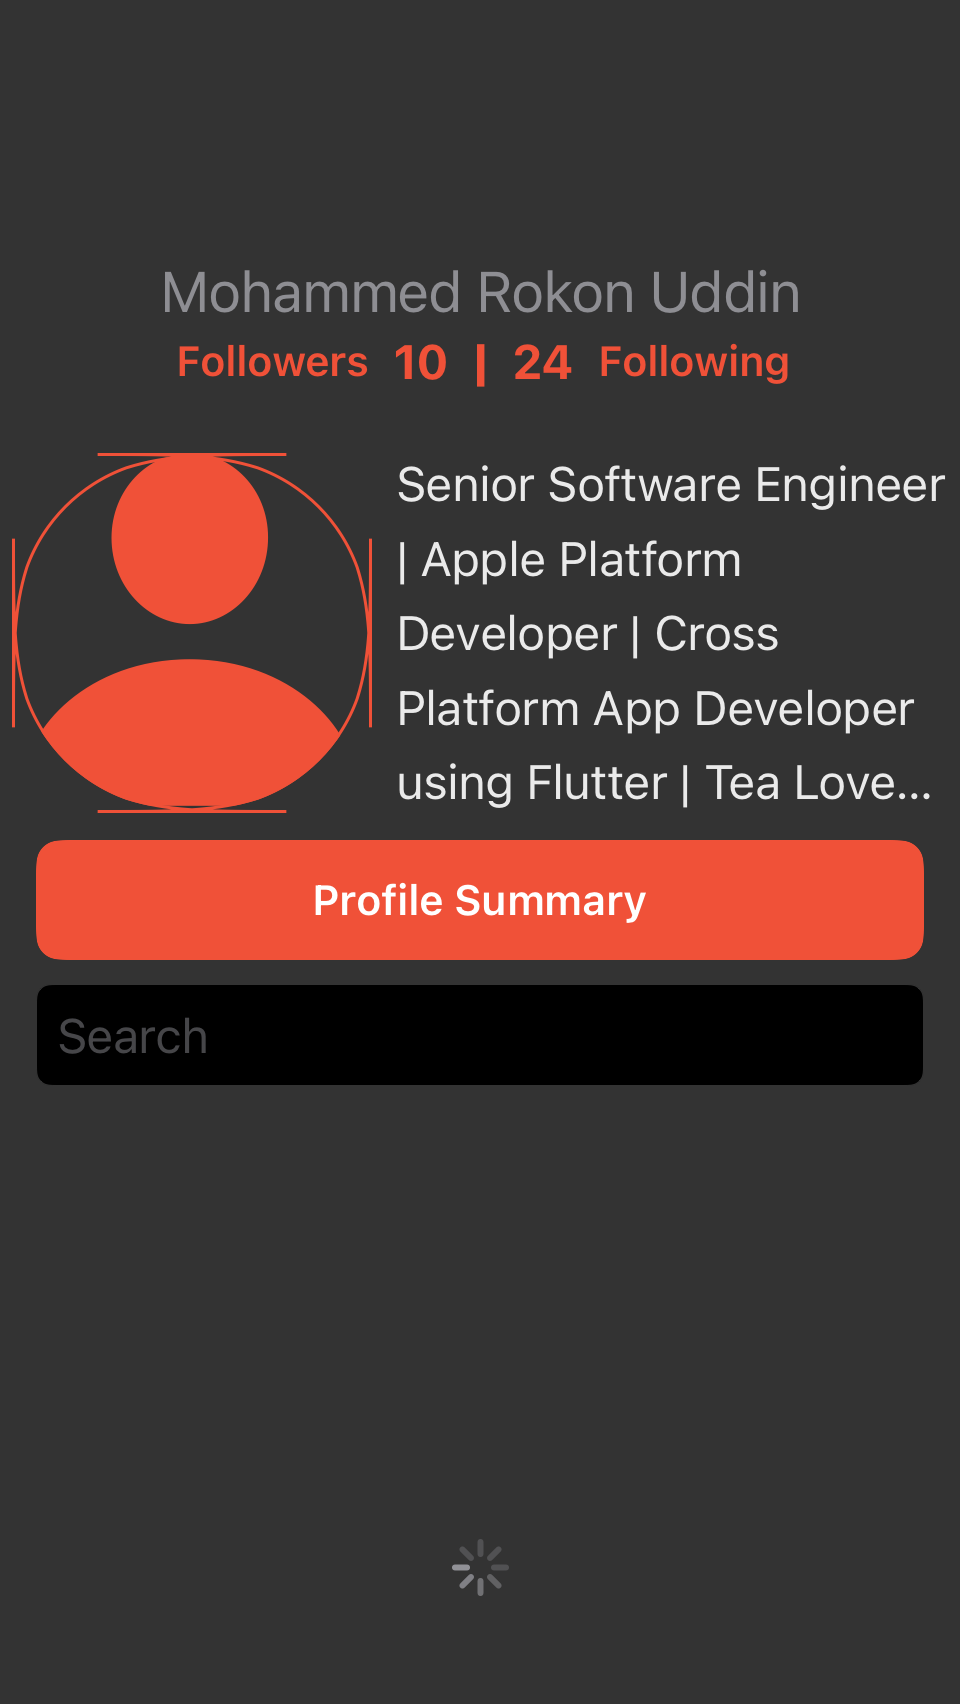 Mohammed Rokon Uddin
Followers 10 | 24 Following
Senior Software Engineer
| Apple Platform
Developer | Cross
Platform App Developer
using Flutter | Tea Love...
Profile Summary
Search